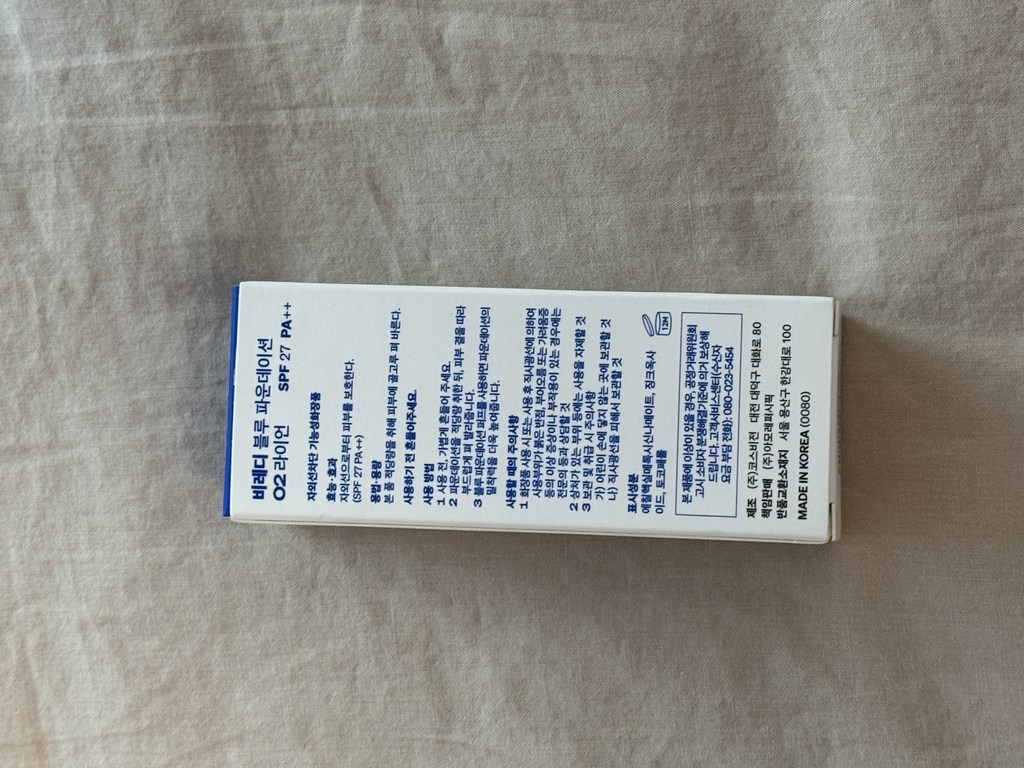 비레디 블루 파운데이션
02 라이언 SPF 27 PA++
자외선차단 기능성화장품
효능·효과
자외선으로부터 피부를 보호한다.
(SPF 27 PA++)
용법·용량
본 품 적당량을 취해 피부에 골고루 펴 바른다.
사용하기 전 흔들어주세요.
사용 방법
1 사용 전, 가볍게 흔들어 주세요.
2 파운데이션을 적당량 취한 뒤, 피부 결을 따라
부드럽게 펴 발라줍니다.
3 블루 파운데이션 퍼프를 사용하면 파운데이션의
밀착력을 더욱 높여줍니다.
사용할 때의 주의사항
1 화장품 사용 시 또는 사용 후 직사광선에 의하여
사용부위가 붉은 반점, 부어오름 또는 가려움증
등의 이상 증상이나 부작용이 있는 경우에는
전문의 등과 상담할 것
2 상처가 있는 부위 등에는 사용을 자제할 것
3 보관 및 취급 시 주의사항
가) 어린이의 손에 닿지 않는 곳에 보관할 것
나) 직사광선을 피해서 보관할 것
표시성분
에칠헥실메톡시신나메이트, 징크옥사
이드, 토코페롤
12M
본 제품에 이상이 있을 경우, 공정거래위원회
고시 소비자분쟁해결기준에 의거 보상해
드립니다. 고객서비스센터(수신자
요금 부담 전화): 080-023-5454
제조 (주)코스비전 대전 대덕구 대화로 80
책임판매 (주)아모레퍼시픽
반품교환소재지 서울 용산구 한강대로 100
MADE IN KOREA (0080)